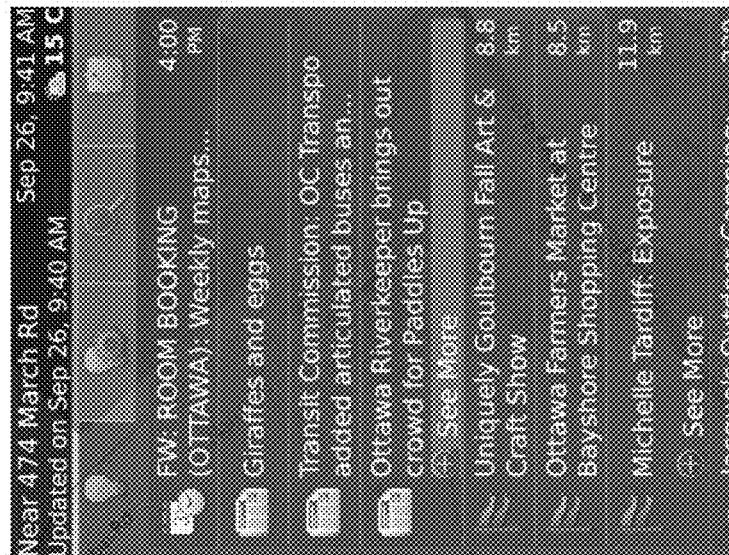 Near 474 March Rd
Sep 26, 9:41 AM
Updated on Sep 26, 9:40 AM
15 C
FW: ROOM BOOKING
(OTTAWA): Weekly maps...
4:00
PM
Giraffes and eggs
Transit Commission: OC Transpo
added articulated buses an...
Ottawa Riverkeeper brings out
crowd for Paddles Up
See More
Uniquely Goulbourn Fall Art &
Craft Show
8.8
km
Ottawa Farmers Market at
Bayshore Shopping Centre
8.5
km
Michelle Tardiff: Exposure
11.9
km
See More